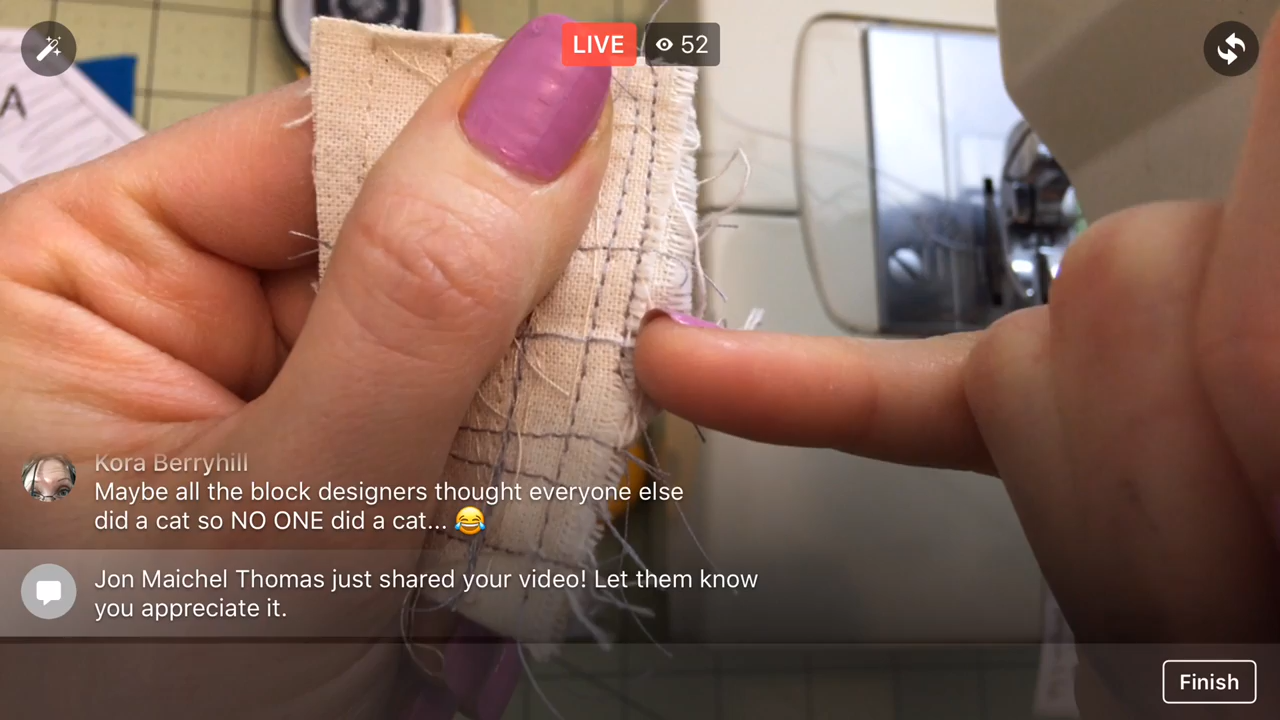 LIVE 52
A
Kora Berryhill
Maybe all the block designers thought everyone else
did a cat so NO ONE did a cat... 😂
Jon Maichel Thomas just shared your video! Let them know
you appreciate it.
Finish